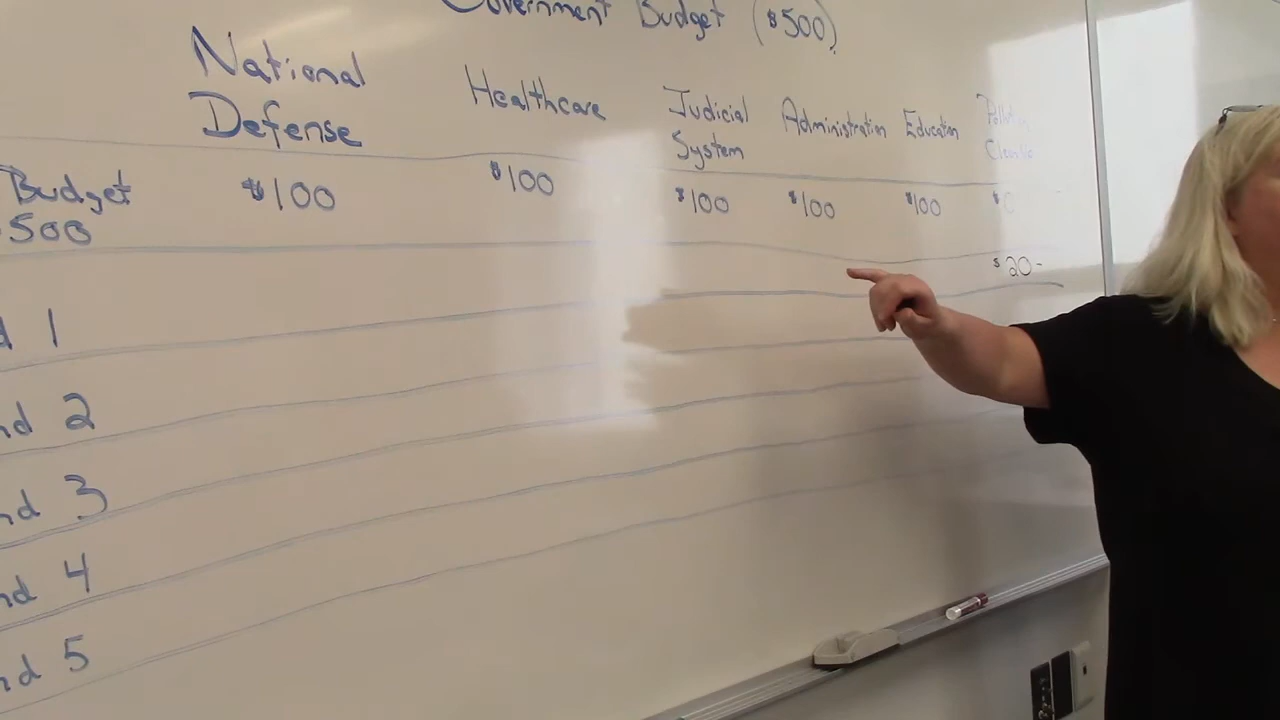 Government Budget ($500)
National Defense
Healthcare
Judicial System
Administration
Education
Budget
500
$100
$100
$100
$100
$100
$0
$20-
1
2
3
4
5